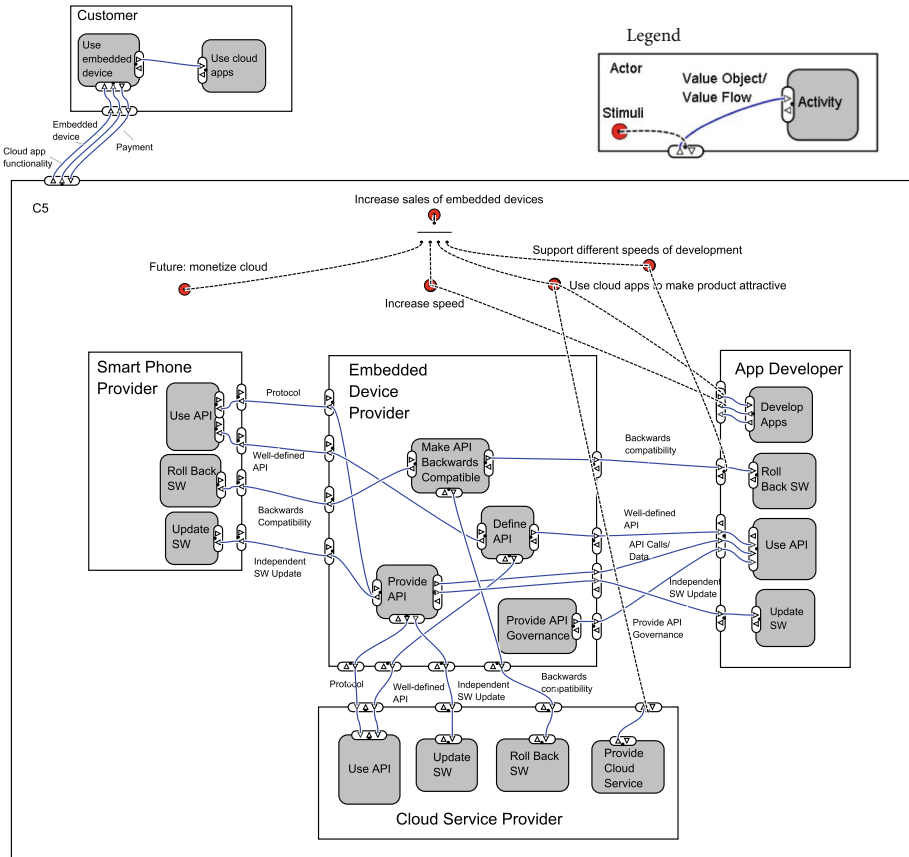 Customer
Use
embedded
device
Use cloud
apps
Embedded
device
Payment
Cloud app
functionality
Legend
Actor
Value Object/
Value Flow
Activity
Stimuli
C5
Increase sales of embedded devices
Support different speeds of development
Future: monetize cloud
Use cloud apps to make product attractive
Increase speed
Smart Phone
Provider
Use API
Roll Back
SW
Update
SW
Protocol
Well-defined
API
Backwards
Compatibility
Independent
SW Update
Embedded
Device
Provider
Make API
Backwards
Compatible
Define
API
Provide
API
Provide API
Governance
Backwards
compatibility
Well-defined
API
API Calls/
Data
Independent
SW Update
Provide API
Governance
App Developer
Develop
Apps
Roll
Back SW
Use API
Update
SW
Protocol
Well-defined
API
Independent
SW Update
Backwards
compatibility
Use API
Update
SW
Roll Back
SW
Provide
Cloud
Service
Cloud Service Provider